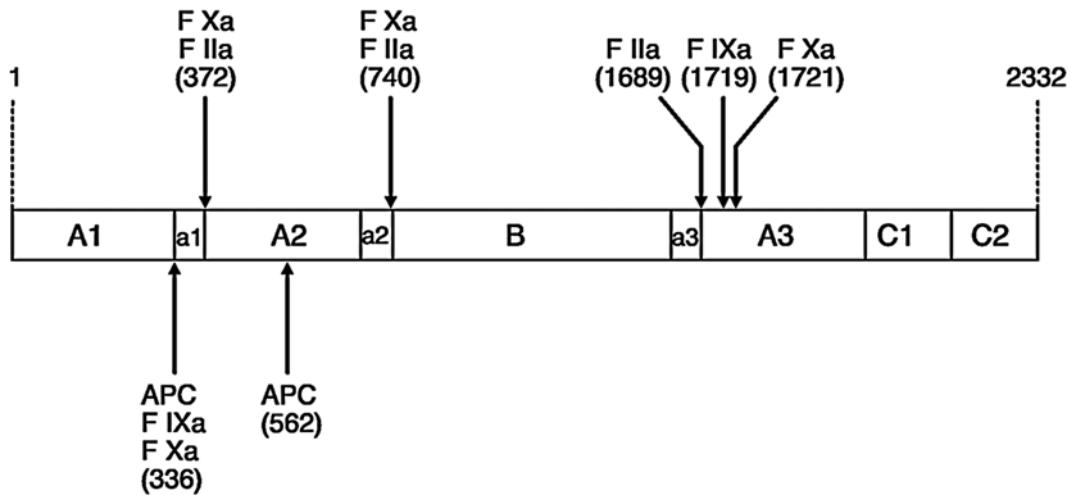 F Xa F Xa
F IIa F IIa F IIa F IXa F Xa
1 (372) (740) (1689) (1719) (1721) 2332
A1 a1 A2 a2 B a3 A3 C1 C2
APC APC
F IXa (562)
F Xa
(336)